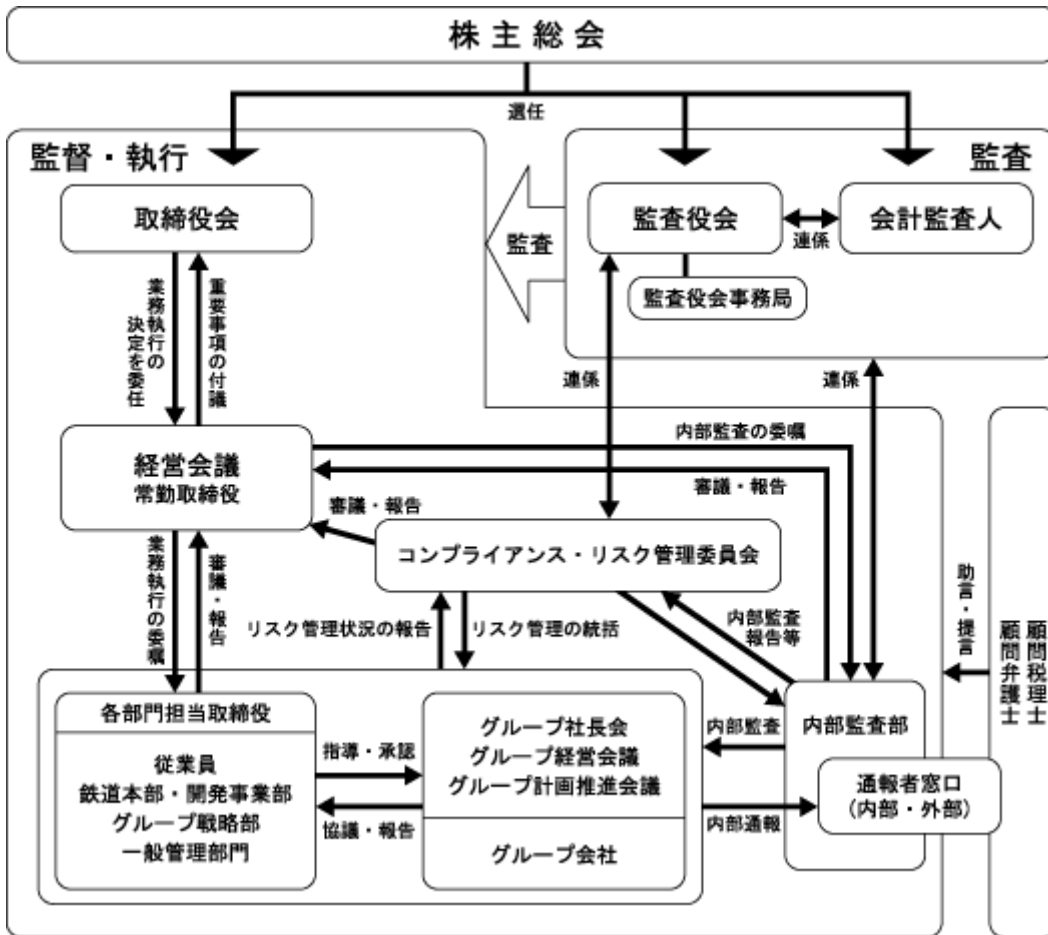 株主総会
選任
監督・執行
監査
取締役会
監査
監査役会
連係
会計監査人
監査役会事務局
業務執行の
決定を委任
重要事項の付議
連係
連係
経営会議
常勤取締役
内部監査の委嘱
審議・報告
審議・報告
コンプライアンス・リスク管理委員会
業務執行の委嘱
審議・報告
リスク管理状況の報告
リスク管理の統括
内部監査
報告等
助言・提言
顧問税理士
顧問弁護士
各部門担当取締役
従業員
鉄道本部・開発事業部
グループ戦略部
一般管理部門
指導・承認
協議・報告
グループ社長会
グループ経営会議
グループ計画推進会議
グループ会社
内部監査
内部通報
内部監査部
通報者窓口
(内部・外部)